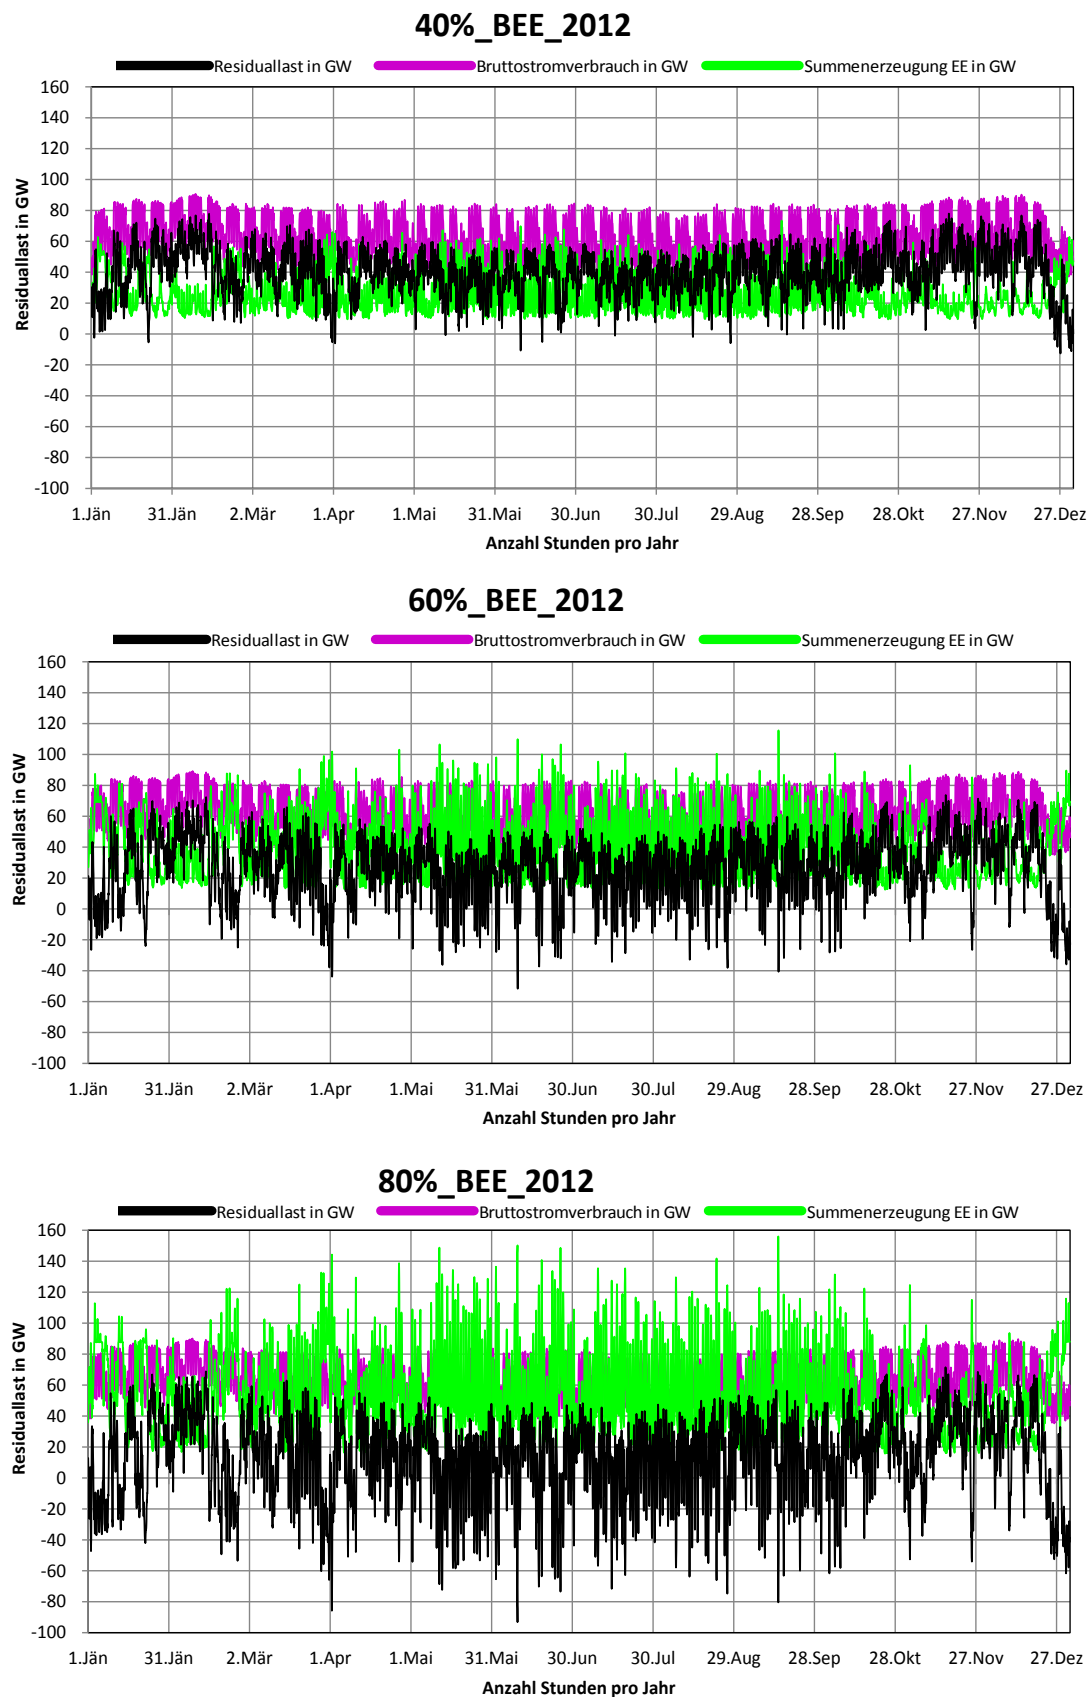 40%_BEE_2012
Residuallast in GW Bruttostromverbrauch in GW Summenerzeugung EE in GW
160
140
120
100
80
60
40
20
0
-20
-40
-60
-80
-100
Residuallast in GW
1.Jän 31.Jän 2.Mär 1.Apr 1.Mai 31.Mai 30.Jun 30.Jul 29.Aug 28.Sep 28.Okt 27.Nov 27.Dez
Anzahl Stunden pro Jahr
60%_BEE_2012
Residuallast in GW Bruttostromverbrauch in GW Summenerzeugung EE in GW
160
140
120
100
80
60
40
20
0
-20
-40
-60
-80
-100
Residuallast in GW
1.Jän 31.Jän 2.Mär 1.Apr 1.Mai 31.Mai 30.Jun 30.Jul 29.Aug 28.Sep 28.Okt 27.Nov 27.Dez
Anzahl Stunden pro Jahr
80%_BEE_2012
Residuallast in GW Bruttostromverbrauch in GW Summenerzeugung EE in GW
160
140
120
100
80
60
40
20
0
-20
-40
-60
-80
-100
Residuallast in GW
1.Jän 31.Jän 2.Mär 1.Apr 1.Mai 31.Mai 30.Jun 30.Jul 29.Aug 28.Sep 28.Okt 27.Nov 27.Dez
Anzahl Stunden pro Jahr